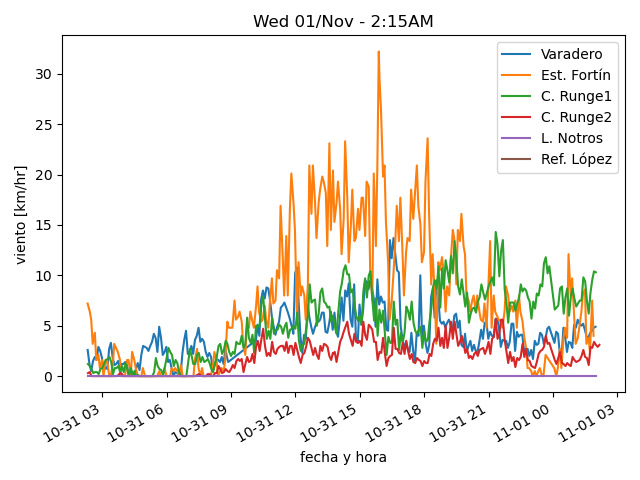 Wed 01/Nov - 2:15AM
Varadero
Est. Fortín
C. Runge1
C. Runge2
L. Notros
Ref. López
viento [km/hr]
30
25
20
15
10
5
0
10-31 03
10-31 06
10-31 09
10-31 12
10-31 15
10-31 18
10-31 21
11-01 00
11-01 03
fecha y hora